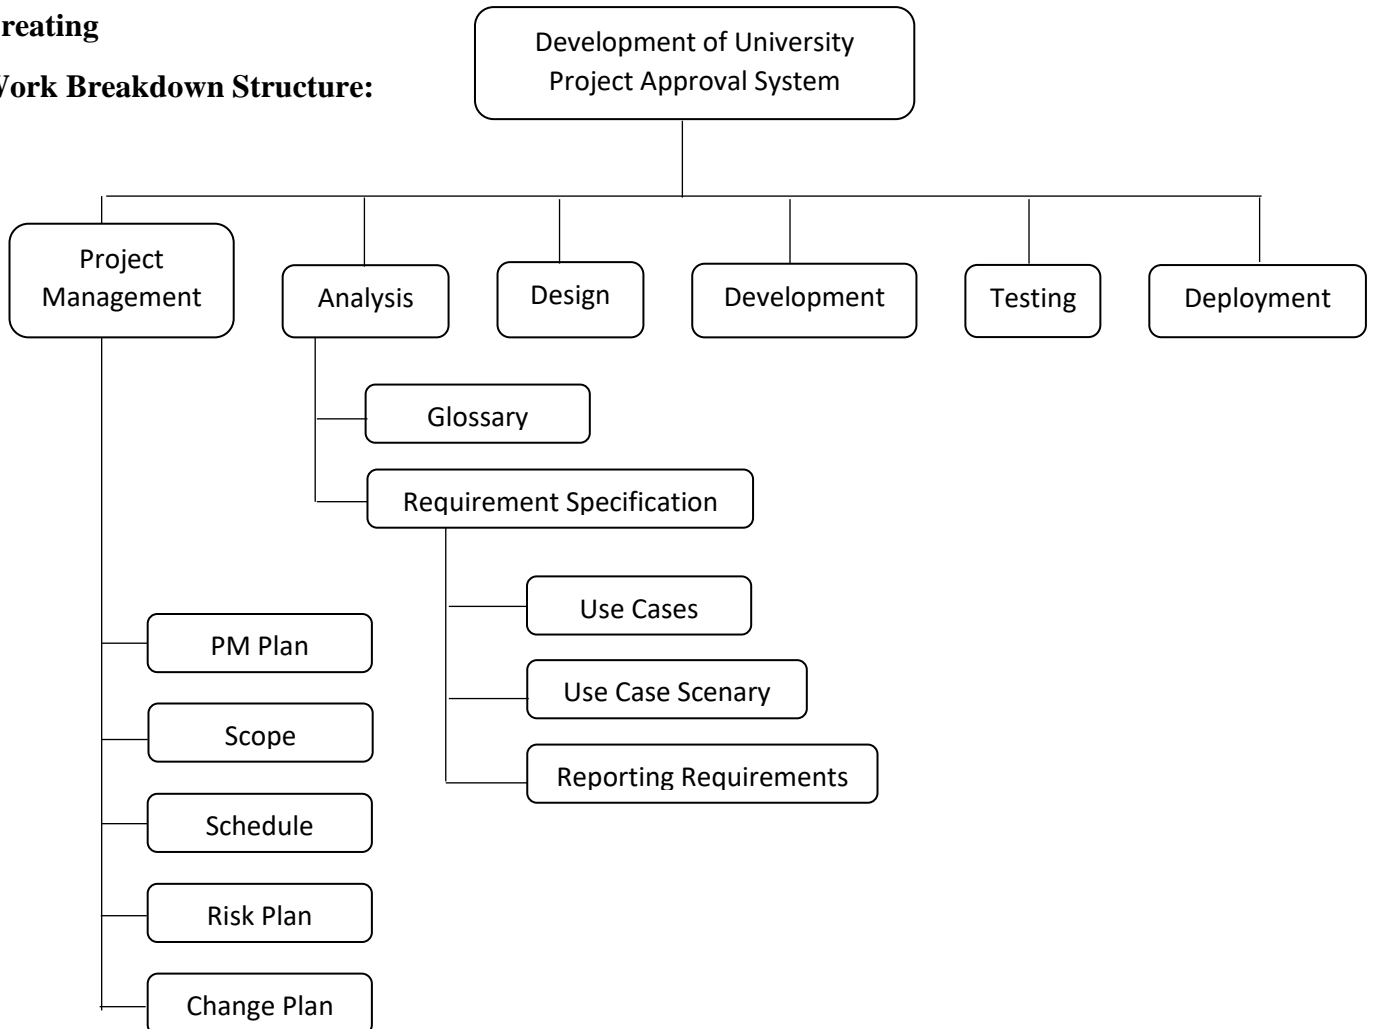 reating
Work Breakdown Structure:
Development of University
Project Approval System
Project
Management
Analysis
Design
Development
Testing
Deployment
Glossary
Requirement Specification
Use Cases
Use Case Scenary
Reporting Requirements
PM Plan
Scope
Schedule
Risk Plan
Change Plan